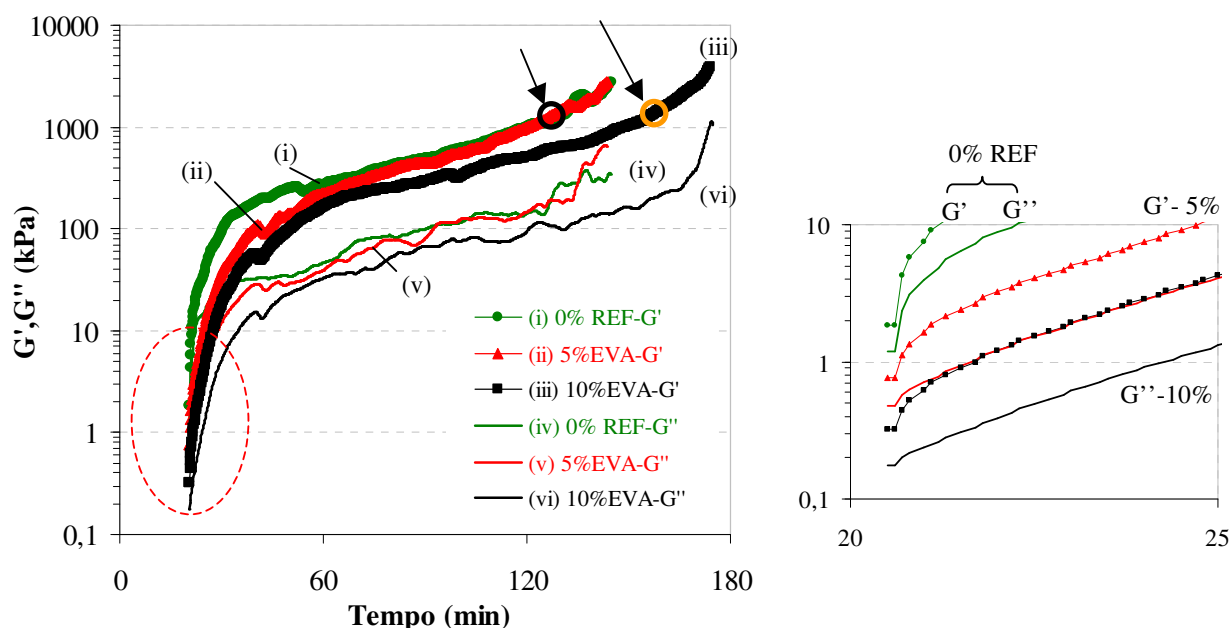 10000
1000
100
10
1
0,1
G',G'' (kPa)
0
60
120
180
Tempo (min)
(i)
(ii)
(iii)
(iv)
(v)
(vi)
(i) 0% REF-G'
(ii) 5%EVA-G'
(iii) 10%EVA-G'
(iv) 0% REF-G"
(v) 5%EVA-G"
(vi) 10%EVA-G"
0% REF
G' G''
G'- 5%
G''-10%
10
1
0,1
20
25